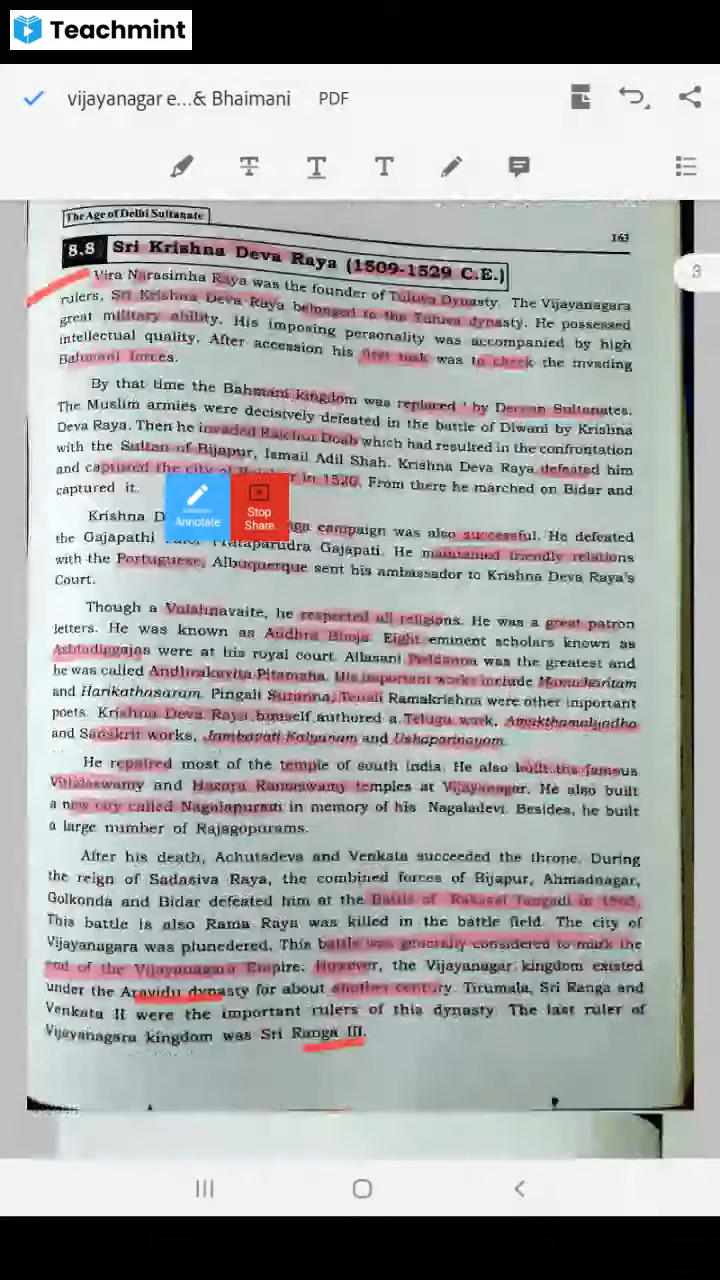 Teachmint
vijayanagar e...& Bhaimani PDF
The Age of Delhi Sultanate
163
3
8.8 Sri Krishna Deva Raya (1509-1529 C.E.)
Vira Narasimha Raya was the founder of Tuluva Dynasty. The Vijayanagara
rulers, Sri Krishna Deva Raya belonged to the Tuluva dynasty. He possessed
great military ability. His imposing personality was accompanied by high
intellectual quality. After accession his first task was to check the invading
Bahmani forces.
By that time the Bahmani kingdom was replaced by Deccan Sultanates.
The Muslim armies were decisively defeated in the battle of Diwani by Krishna
Deva Raya. Then he invaded Raichur Doab which had resulted in the confrontation
with the Sultan of Bijapur, Ismail Adil Shah. Krishna Deva Raya defeated him
and captured the city of in 1520. From there he marched on Bidar and
captured it.
Annotate
Stop
Share
Krishna D campaign was also successful. He defeated
the Gajapathi Prataparudra Gajapati. He maintained friendly relations
with the Portuguese, Albuquerque sent his ambassador to Krishna Deva Raya's
Court.
Though a Vaishnavaite, he respected all religions. He was a great patron
letters. He was known as Andhra Bhoja. Eight eminent scholars known as
Ashtadiggajas were at his royal court. Allasani Peddanna was the greatest and
he was called Andhrakavita Pitamaha. His important works include Manucharitam
and Harikathasaram. Pingali Suranna, Tenali Ramakrishna were other important
poets. Krishna Deva Raya himself authored a Telugu work, Amukthamalyadha
and Sanskrit works, Jambavati Kalyanam and Ushaparinayam.
He repaired most of the temple of south india. He also built the famous
Vittalaswamy and Hazara Ramaswamy temples at Vijayanagar. He also built
a new city called Nagalapuram in memory of his Nagaladevi. Besides, he built
a large number of Rajagopurams.
After his death, Achutadeva and Venkata succeeded the throne. During
the reign of Sadasiva Raya, the combined forces of Bijapur, Ahmadnagar,
Golkonda and Bidar defeated him at the Battle of Rakasai Tangadi in 1565.
This battle is also Rama Raya was killed in the battle field. The city of
Vijayanagara was plunedered. This battle was generally considered to mark the
end of the Vijayanagara Empire. However, the Vijayanagar kingdom existed
under the Aravidu dynasty for about another century. Tirumala, Sri Ranga and
Venkata II were the important rulers of this dynasty. The last ruler of
Vijayanagara kingdom was Sri Ranga III.